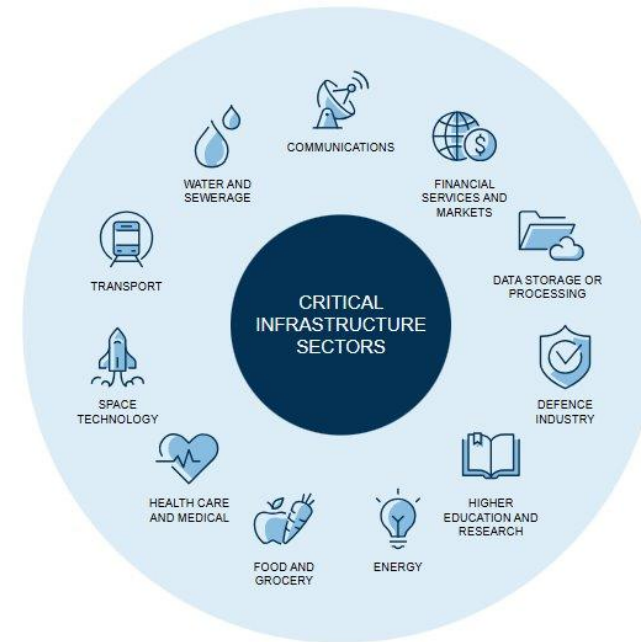 COMMUNICATIONS
FINANCIAL
SERVICES AND
MARKETS
DATA STORAGE OR
PROCESSING
DEFENCE
INDUSTRY
HIGHER
EDUCATION AND
RESEARCH
ENERGY
FOOD AND
GROCERY
HEALTH CARE
AND MEDICAL
SPACE
TECHNOLOGY
TRANSPORT
WATER AND
SEWERAGE
CRITICAL
INFRASTRUCTURE
SECTORS
$